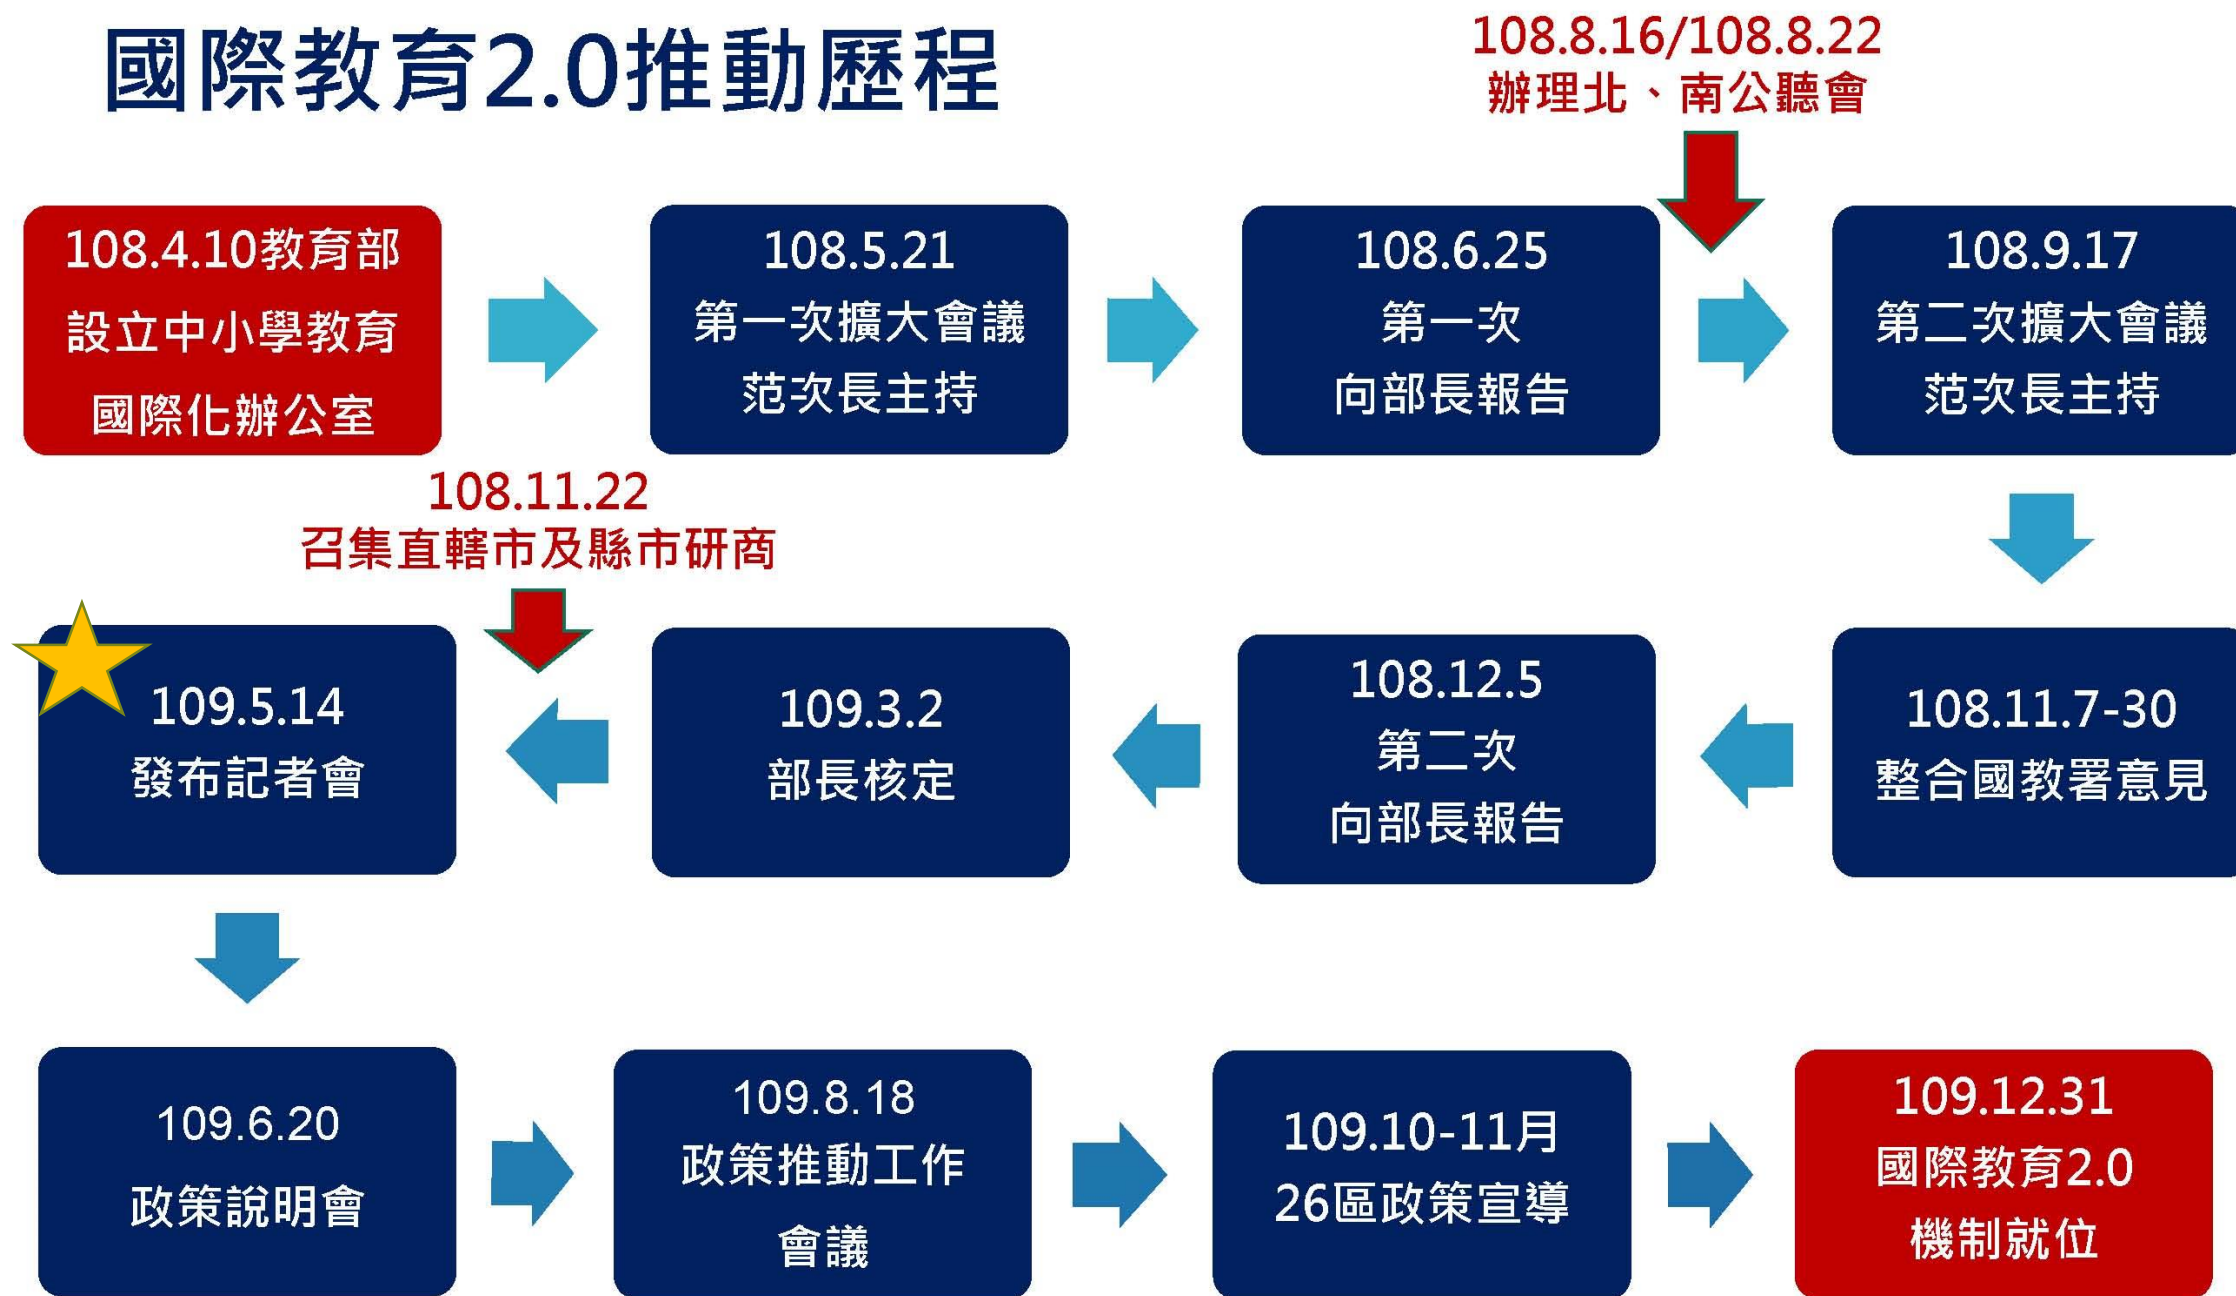 國際教育2.0推動歷程
108.8.16/108.8.22
辦理北、南公聽會
108.4.10教育部
設立中小學教育
國際化辦公室
108.5.21
第一次擴大會議
范次長主持
108.6.25
第一次
向部長報告
108.9.17
第二次擴大會議
范次長主持
108.11.7-30
整合國教署意見
108.12.5
第二次
向部長報告
109.3.2
部長核定
108.11.22
召集直轄市及縣市研商
109.5.14
發布記者會
109.6.20
政策說明會
109.8.18
政策推動工作
會議
109.10-11月
26區政策宣導
109.12.31
國際教育2.0
機制就位